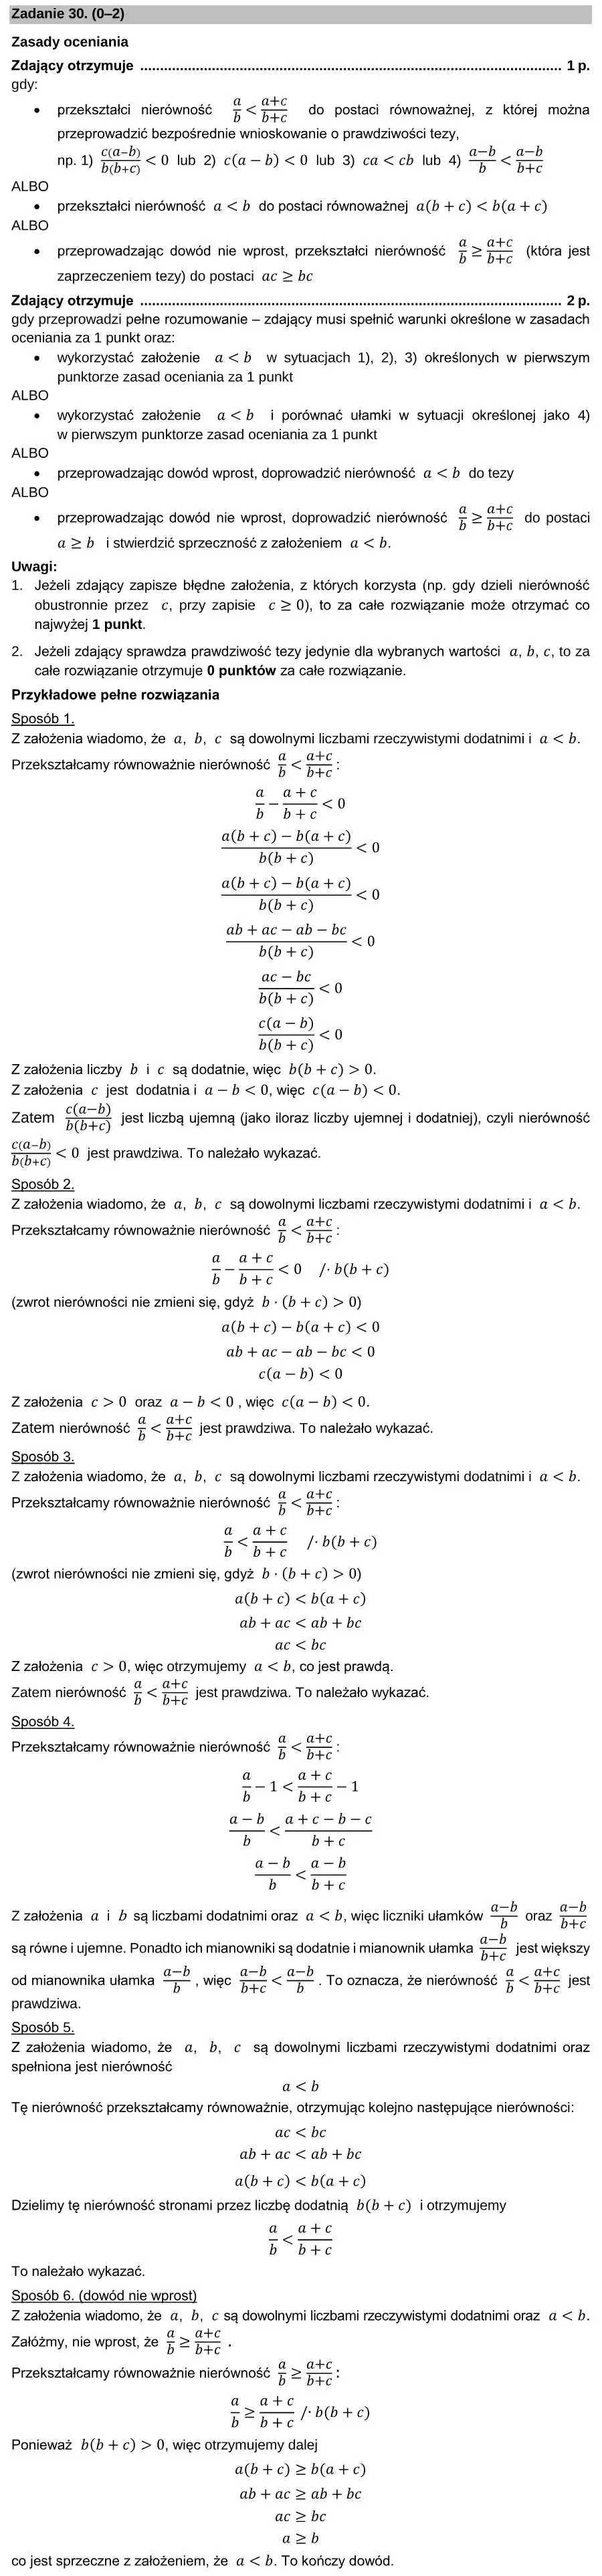 Zadanie 30. (0–2)
Zasady oceniania
Zdający otrzymuje .................................................................................................... 1 p.
gdy:
• przekształci nierówność a/b < (a+c)/(b+c) do postaci równoważnej, z której można
przeprowadzić bezpośrednie wnioskowanie o prawdziwości tezy,
np. 1) c(a−b)/b(b+c) < 0 lub 2) c(a − b) < 0 lub 3) ca < cb lub 4) (a−b)/b < (a−b)/(b+c)
ALBO
• przekształci nierówność a < b do postaci równoważnej a(b + c) < b(a + c)
ALBO
• przeprowadzając dowód nie wprost, przekształci nierówność a/b ≥ (a+c)/(b+c) (która jest
zaprzeczeniem tezy) do postaci ac ≥ bc
Zdający otrzymuje .................................................................................................... 2 p.
gdy przeprowadzi pełne rozumowanie – zdający musi spełnić warunki określone w zasadach
oceniania za 1 punkt oraz:
• wykorzystać założenie a < b w sytuacjach 1), 2), 3) określonych w pierwszym
punktorze zasad oceniania za 1 punkt
ALBO
• wykorzystać założenie a < b i porównać ułamki w sytuacji określonej jako 4)
w pierwszym punktorze zasad oceniania za 1 punkt
ALBO
• przeprowadzając dowód wprost, doprowadzić nierówność a < b do tezy
ALBO
• przeprowadzając dowód nie wprost, doprowadzić nierówność a/b ≥ (a+c)/(b+c) do postaci
a ≥ b i stwierdzić sprzeczność z założeniem a < b.
Uwagi:
1. Jeżeli zdający zapisze błędne założenia, z których korzysta (np. gdy dzieli nierówność
obustronnie przez c, przy zapisie c ≥ 0), to za całe rozwiązanie może otrzymać co
najwyżej 1 punkt.
2. Jeżeli zdający sprawdza prawdziwość tezy jedynie dla wybranych wartości a, b, c, to za
całe rozwiązanie otrzymuje 0 punktów za całe rozwiązanie.
Przykładowe pełne rozwiązania
Sposób 1.
Z założenia wiadomo, że a, b, c są dowolnymi liczbami rzeczywistymi dodatnimi i a < b.
Przekształcamy równoważnie nierówność a/b < (a+c)/(b+c) :
a/b − (a + c)/(b + c) < 0
(a(b + c) − b(a + c))/(b(b + c)) < 0
(a(b + c) − b(a + c))/(b(b + c)) < 0
(ab + ac − ab − bc)/(b(b + c)) < 0
(ac − bc)/(b(b + c)) < 0
c(a − b)/(b(b + c)) < 0
Z założenia liczby b i c są dodatnie, więc b(b + c) > 0.
Z założenia c jest dodatnia i a − b < 0, więc c(a − b) < 0.
Zatem c(a−b)/b(b+c) jest liczbą ujemną (jako iloraz liczby ujemnej i dodatniej), czyli nierówność
c(a−b)/b(b+c) < 0 jest prawdziwa. To należało wykazać.
Sposób 2.
Z założenia wiadomo, że a, b, c są dowolnymi liczbami rzeczywistymi dodatnimi i a < b.
Przekształcamy równoważnie nierówność a/b < (a+c)/(b+c) :
a/b − (a + c)/(b + c) < 0 /· b(b + c)
(zwrot nierówności nie zmieni się, gdyż b · (b + c) > 0)
a(b + c) − b(a + c) < 0
ab + ac − ab − bc < 0
c(a − b) < 0
Z założenia c > 0 oraz a − b < 0 , więc c(a − b) < 0.
Zatem nierówność a/b < (a+c)/(b+c) jest prawdziwa. To należało wykazać.
Sposób 3.
Z założenia wiadomo, że a, b, c są dowolnymi liczbami rzeczywistymi dodatnimi i a < b.
Przekształcamy równoważnie nierówność a/b < (a+c)/(b+c) :
a/b < (a + c)/(b + c) /· b(b + c)
(zwrot nierówności nie zmieni się, gdyż b · (b + c) > 0)
a(b + c) < b(a + c)
ab + ac < ab + bc
ac < bc
Z założenia c > 0, więc otrzymujemy a < b, co jest prawdą.
Zatem nierówność a/b < (a+c)/(b+c) jest prawdziwa. To należało wykazać.
Sposób 4.
Przekształcamy równoważnie nierówność a/b < (a+c)/(b+c) :
a/b − 1 < (a + c)/(b + c) − 1
(a − b)/b < (a + c − b − c)/(b + c)
(a − b)/b < (a − b)/(b + c)
Z założenia a i b są liczbami dodatnimi oraz a < b, więc liczniki ułamków (a−b)/b oraz (a−b)/(b+c)
są równe i ujemne. Ponadto ich mianowniki są dodatnie i mianownik ułamka (a−b)/(b+c) jest większy
od mianownika ułamka (a−b)/b , więc (a−b)/(b+c) < (a−b)/b . To oznacza, że nierówność a/b < (a+c)/(b+c) jest
prawdziwa.
Sposób 5.
Z założenia wiadomo, że a, b, c są dowolnymi liczbami rzeczywistymi dodatnimi oraz
spełniona jest nierówność
a < b
Tę nierówność przekształcamy równoważnie, otrzymując kolejno następujące nierówności:
ac < bc
ab + ac < ab + bc
a(b + c) < b(a + c)
Dzielimy tę nierówność stronami przez liczbę dodatnią b(b + c) i otrzymujemy
a/b < (a + c)/(b + c)
To należało wykazać.
Sposób 6. (dowód nie wprost)
Z założenia wiadomo, że a, b, c są dowolnymi liczbami rzeczywistymi dodatnimi oraz a < b.
Załóżmy, nie wprost, że a/b ≥ (a+c)/(b+c) .
Przekształcamy równoważnie nierówność a/b ≥ (a+c)/(b+c) :
a/b ≥ (a + c)/(b + c) /· b(b + c)
Ponieważ b(b + c) > 0, więc otrzymujemy dalej
a(b + c) ≥ b(a + c)
ab + ac ≥ ab + bc
ac ≥ bc
a ≥ b
co jest sprzeczne z założeniem, że a < b. To kończy dowód.